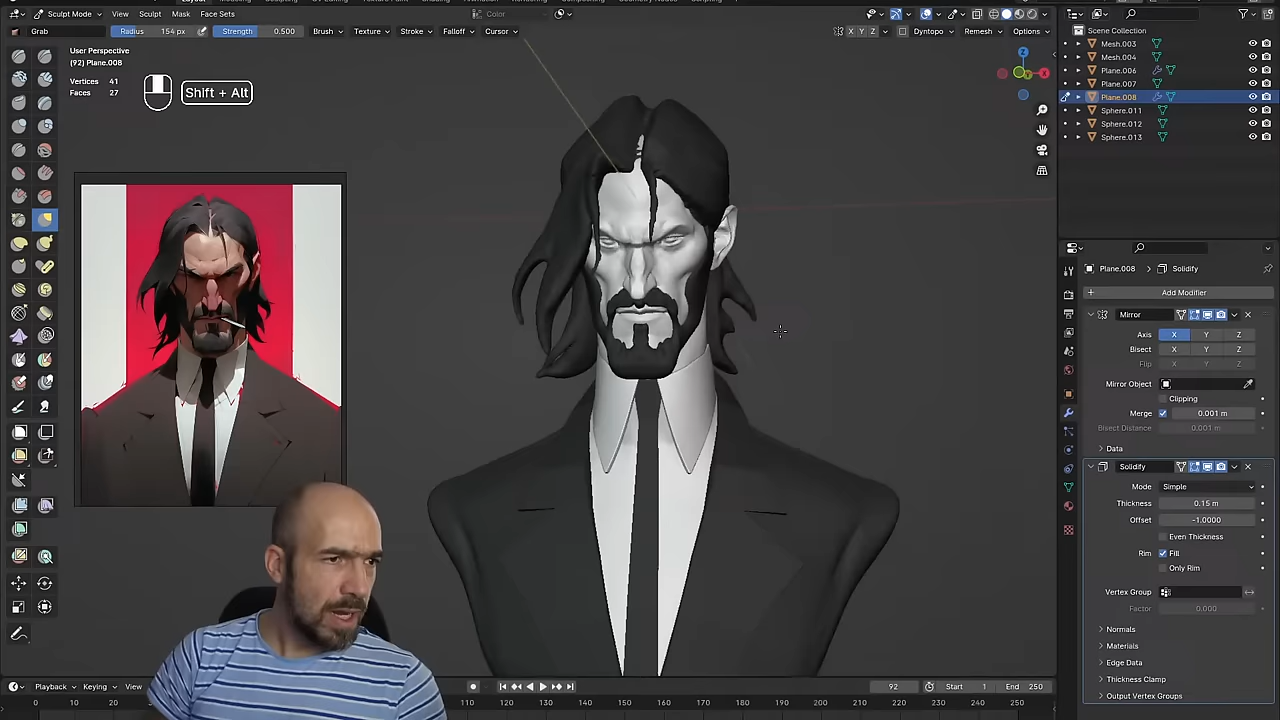 Sculpt Mode View Sculpt Mask Face Sets Color
Grab Radius 154 px Strength 0.500 Brush Texture Stroke Falloff Cursor X Y Z Dyntopo Remesh Options
User Perspective
(92) Plane.008
Vertices 41
Faces 27
Shift + Alt
X
Z
Scene Collection
Mesh.003
Mesh.004
Plane.006
Plane.007
Plane.008
Sphere.011
Sphere.012
Sphere.013
Plane.008 > Solidify
+ Add Modifier
Mirror
Axis X Y Z
Bisect X Y Z
Flip X Y Z
Mirror Object
Clipping
Merge 0.001 m
Bisect Distance 0.001 m
Data
Solidify
Mode Simple
Thickness 0.15 m
Offset -1.0000
Even Thickness
Rim Fill
Only Rim
Vertex Group
Factor 0.000
Normals
Materials
Edge Data
Thickness Clamp
Output Vertex Groups
Playback Keying View 92 Start 1 End 250
0 10 20 30 110 120 130 140 150 160 170 180 190 200 210 220 230 240 250